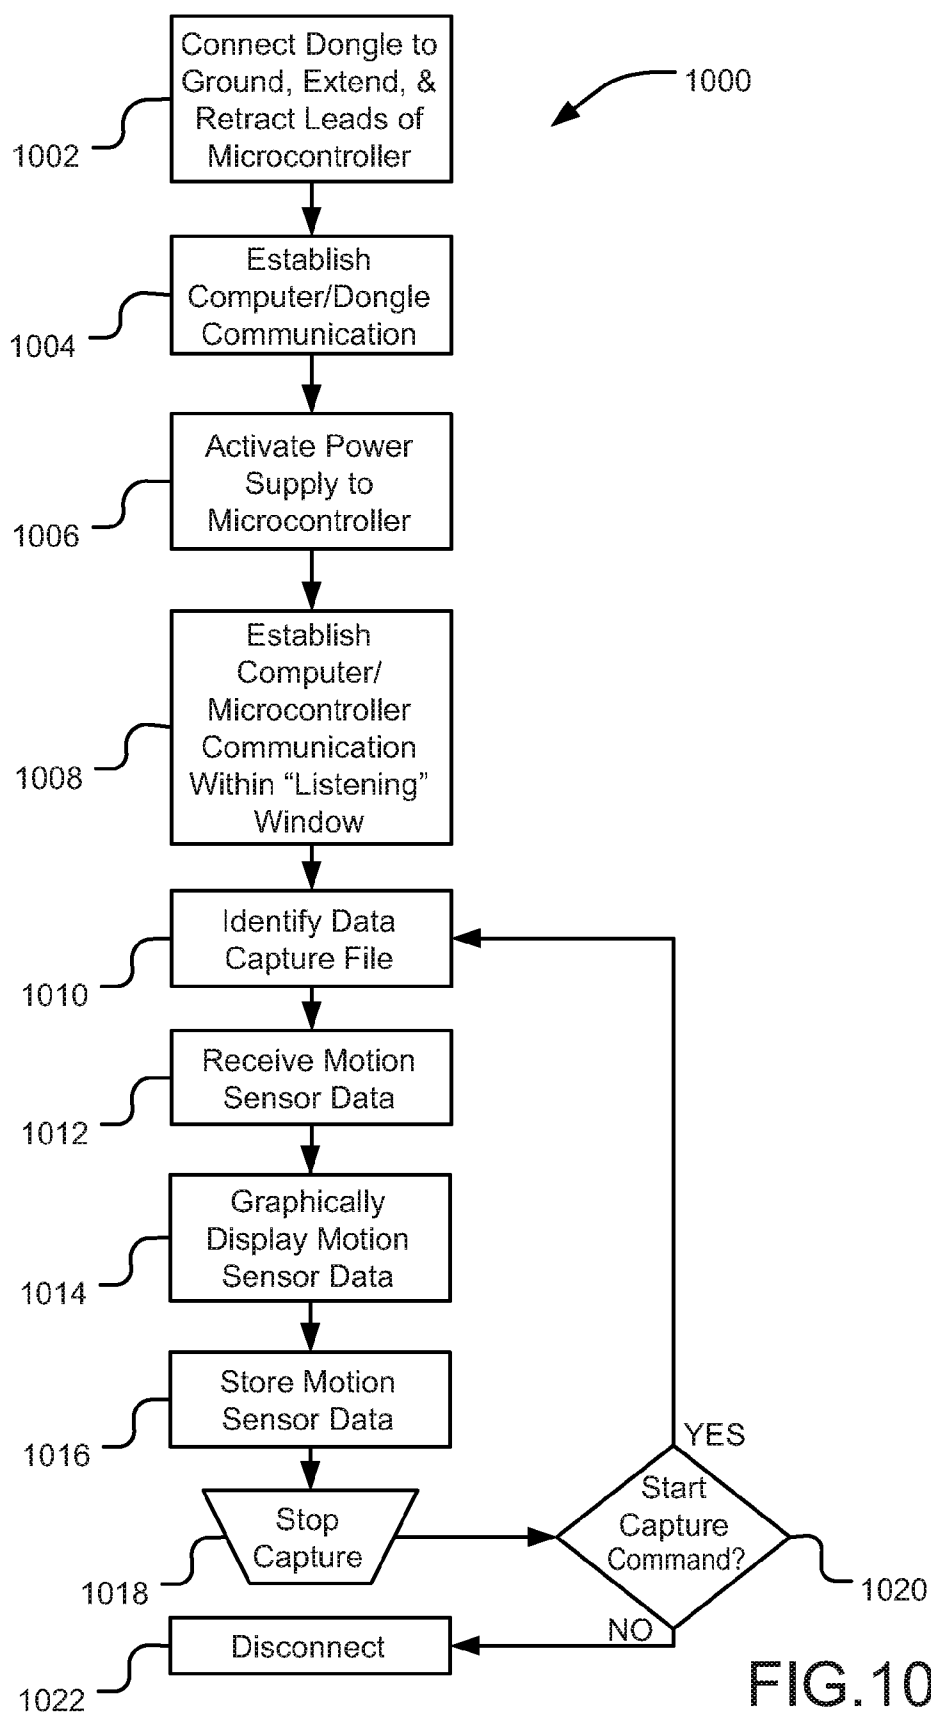 Connect Dongle to
Ground, Extend, &
Retract Leads of
Microcontroller
1000
1002
Establish
Computer/Dongle
Communication
1004
Activate Power
Supply to
Microcontroller
1006
Establish
Computer/
Microcontroller
Communication
Within “Listening”
Window
1008
Identify Data
Capture File
1010
Receive Motion
Sensor Data
1012
Graphically
Display Motion
Sensor Data
1014
Store Motion
Sensor Data
1016
YES
Stop
Capture
1018
Start
Capture
Command?
1020
NO
Disconnect
1022
FIG.10